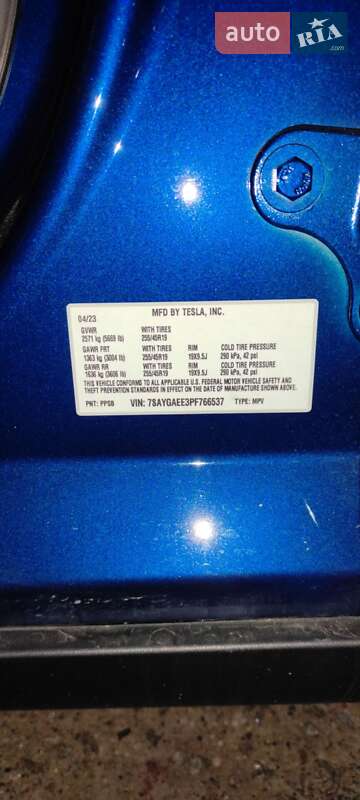 auto RIA
MFD BY TESLA, INC.
04/23
GVWR WITH TIRES
2571 kg (5669 lb) 255/45R19
GAWR FRT WITH TIRES RIM COLD TIRE PRESSURE
1363 kg (3004 lb) 255/45R19 19X9.5J 290 kPa, 42 psi
GAWR RR WITH TIRES RIM COLD TIRE PRESSURE
1636 kg (3606 lb) 255/45R19 19X9.5J 290 kPa, 42 psi
THIS VEHICLE CONFORMS TO ALL APPLICABLE U.S. FEDERAL MOTOR VEHICLE SAFETY AND
THEFT PREVENTION STANDARDS IN EFFECT ON THE DATE OF MANUFACTURE SHOWN ABOVE.
PNT: PPSB VIN: 7SAYGAEE3PF766537 TYPE: MPV